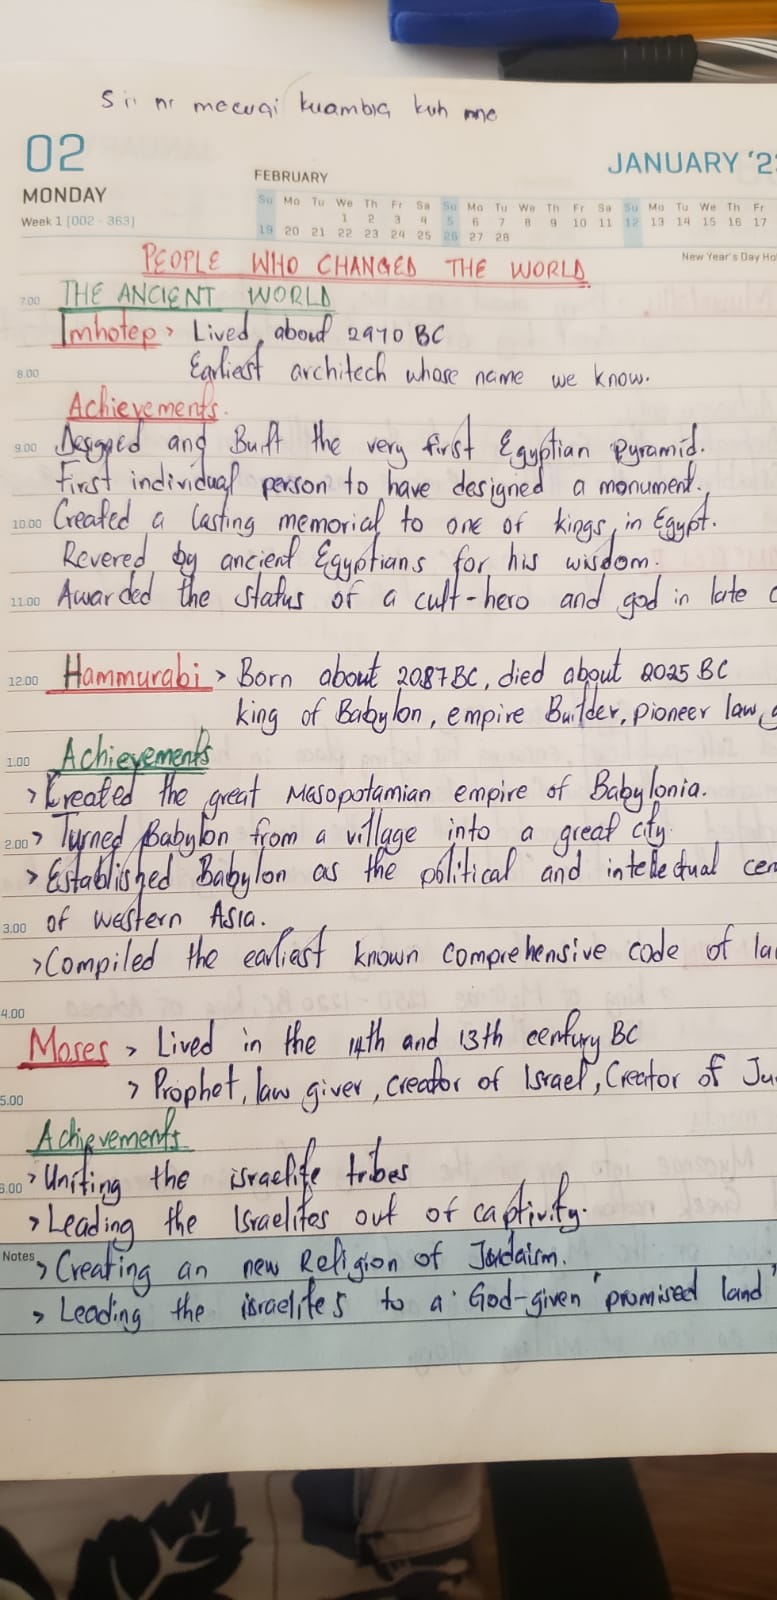 02
MONDAY
Week 1 (002 - 363)
FEBRUARY
JANUARY '2
Su Mo Tu We Th Fr Sa Su Mo Tu We Th Fr Sa Su Mo Tu We Th Fr
1 2 3 4 5 6 7 8 9 10 11 12 13 14 15 16 17
19 20 21 22 23 24 25 26 27 28
New Year's Day Ho
PEOPLE WHO CHANGED THE WORLD
7.00 THE ANCIENT WORLD
Imhotep > Lived about 2970 BC
8.00 Earliest architech whose name we know.
Achievements.
9.00 Designed and Built the very first Egyptian Pyramid.
First individual person to have designed a monument.
10.00 Created a lasting memorial to one of kings in Egypt.
Revered by ancient Egyptians for his wisdom.
11.00 Awarded the status of a cult-hero and god in late
12.00 Hammurabi > Born about 2087 BC, died about 2025 BC
king of Babylon, empire Builder, pioneer law
1.00 Achievements
> Created the great Masopotamian empire of Babylonia.
2.00 > Turned Babylon from a village into a great city.
> Established Babylon as the political and intellectual cen
3.00 of western Asia.
> Compiled the earliest known comprehensive code of la
4.00
Moses > Lived in the 14th and 13th century BC
5.00 > Prophet, law giver, creator of Israel, Creator of Ju
Achievements
6.00 > Uniting the israelite tribes
> Leading the Israelites out of captivity.
Notes > Creating an new Religion of Judaism.
> Leading the israelites to a God-given 'promised land'